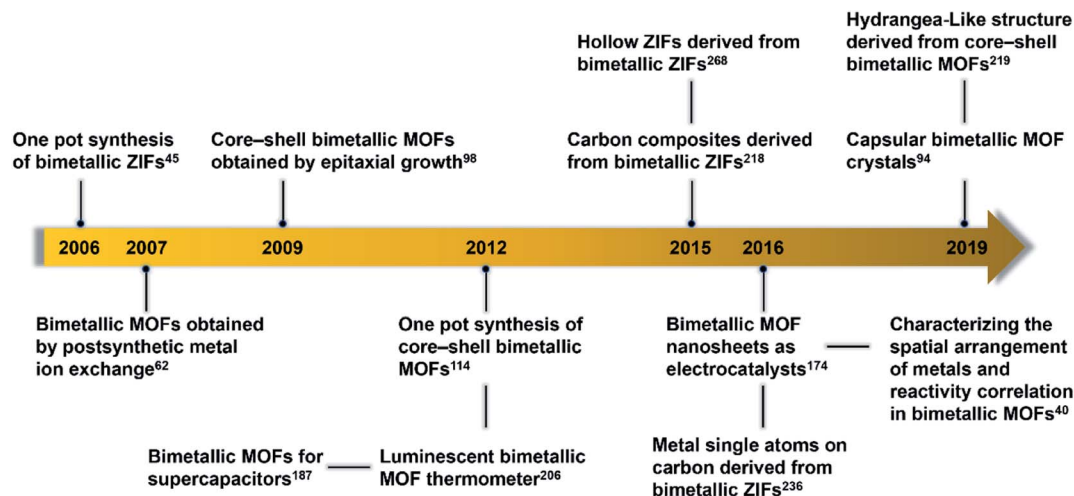 Hollow ZIFs derived from
bimetallic ZIFs268
Hydrangea-Like structure
derived from core–shell
bimetallic MOFs219
One pot synthesis
of bimetallic ZIFs45
Core–shell bimetallic MOFs
obtained by epitaxial growth98
Carbon composites derived
from bimetallic ZIFs218
Capsular bimetallic MOF
crystals94
2006 2007 2009 2012 2015 2016 2019
Bimetallic MOFs obtained
by postsynthetic metal
ion exchange62
One pot synthesis of
core–shell bimetallic
MOFs114
Bimetallic MOF
nanosheets as
electrocatalysts174
Characterizing the
spatial arrangement
of metals and
reactivity correlation
in bimetallic MOFs40
Bimetallic MOFs for
supercapacitors187
Luminescent bimetallic
MOF thermometer206
Metal single atoms on
carbon derived from
bimetallic ZIFs236